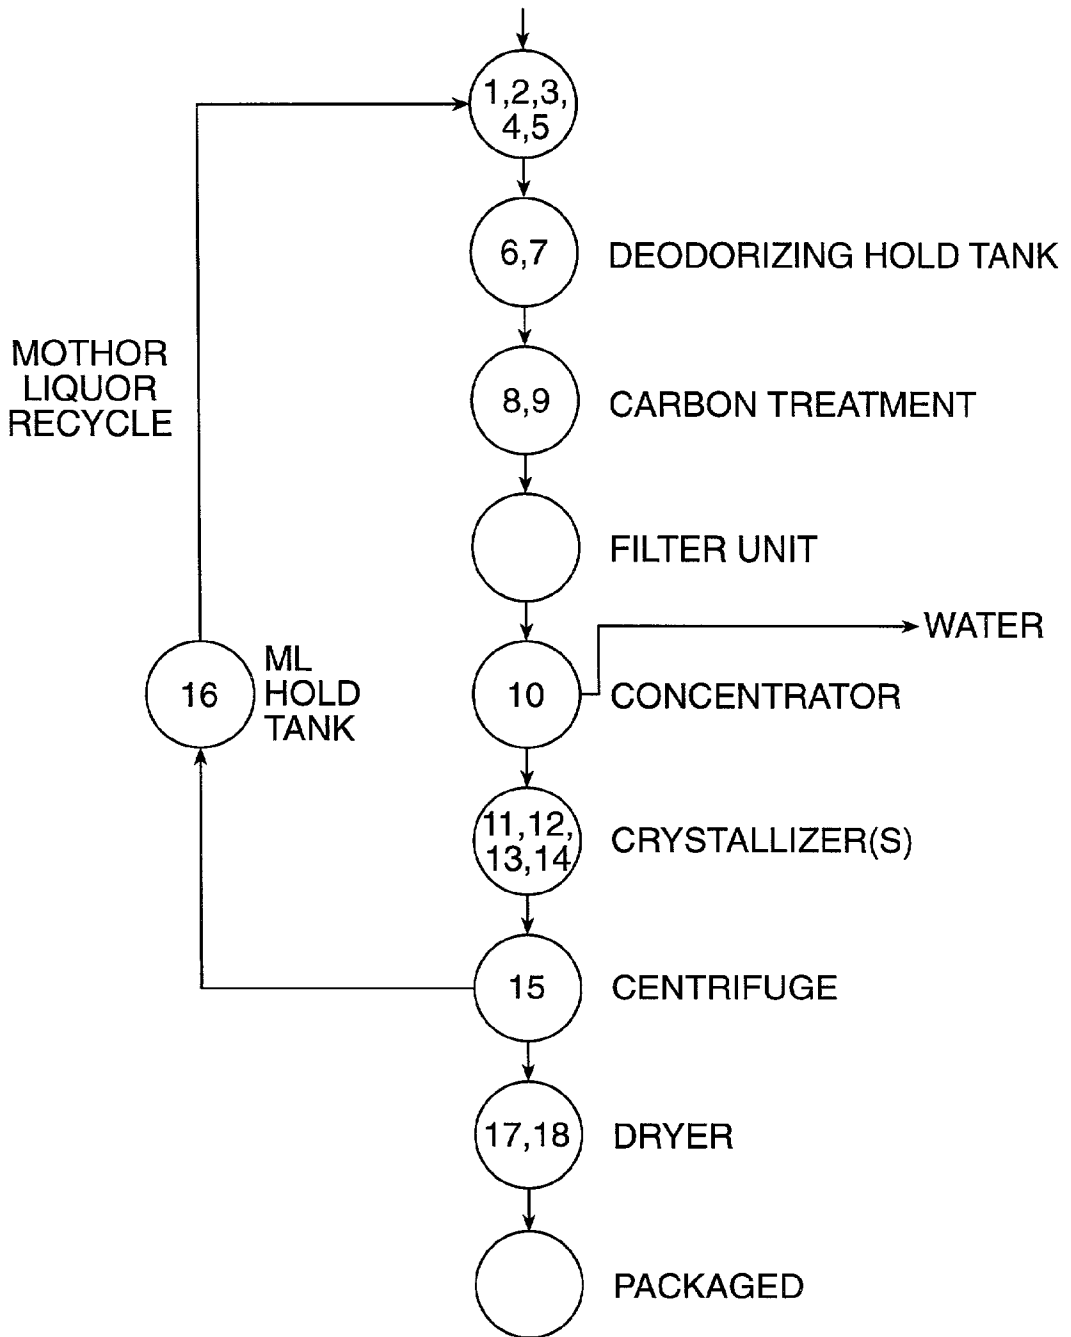 1,2,3,
4,5
6,7
DEODORIZING HOLD TANK
8,9
CARBON TREATMENT
MOTHOR
LIQUOR
RECYCLE
FILTER UNIT
WATER
16
ML
HOLD
TANK
10
CONCENTRATOR
11,12,
13,14
CRYSTALLIZER(S)
15
CENTRIFUGE
17,18
DRYER
PACKAGED